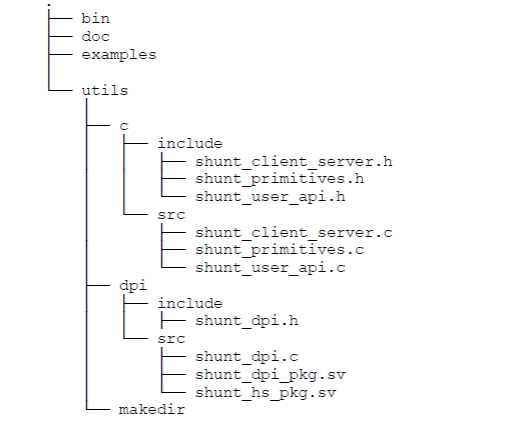 .
bin
doc
examples
utils
c
include
shunt_client_server.h
shunt_primitives.h
shunt_user_api.h
src
shunt_client_server.c
shunt_primitives.c
shunt_user_api.c
dpi
include
shunt_dpi.h
src
shunt_dpi.c
shunt_dpi_pkg.sv
shunt_hs_pkg.sv
makedir